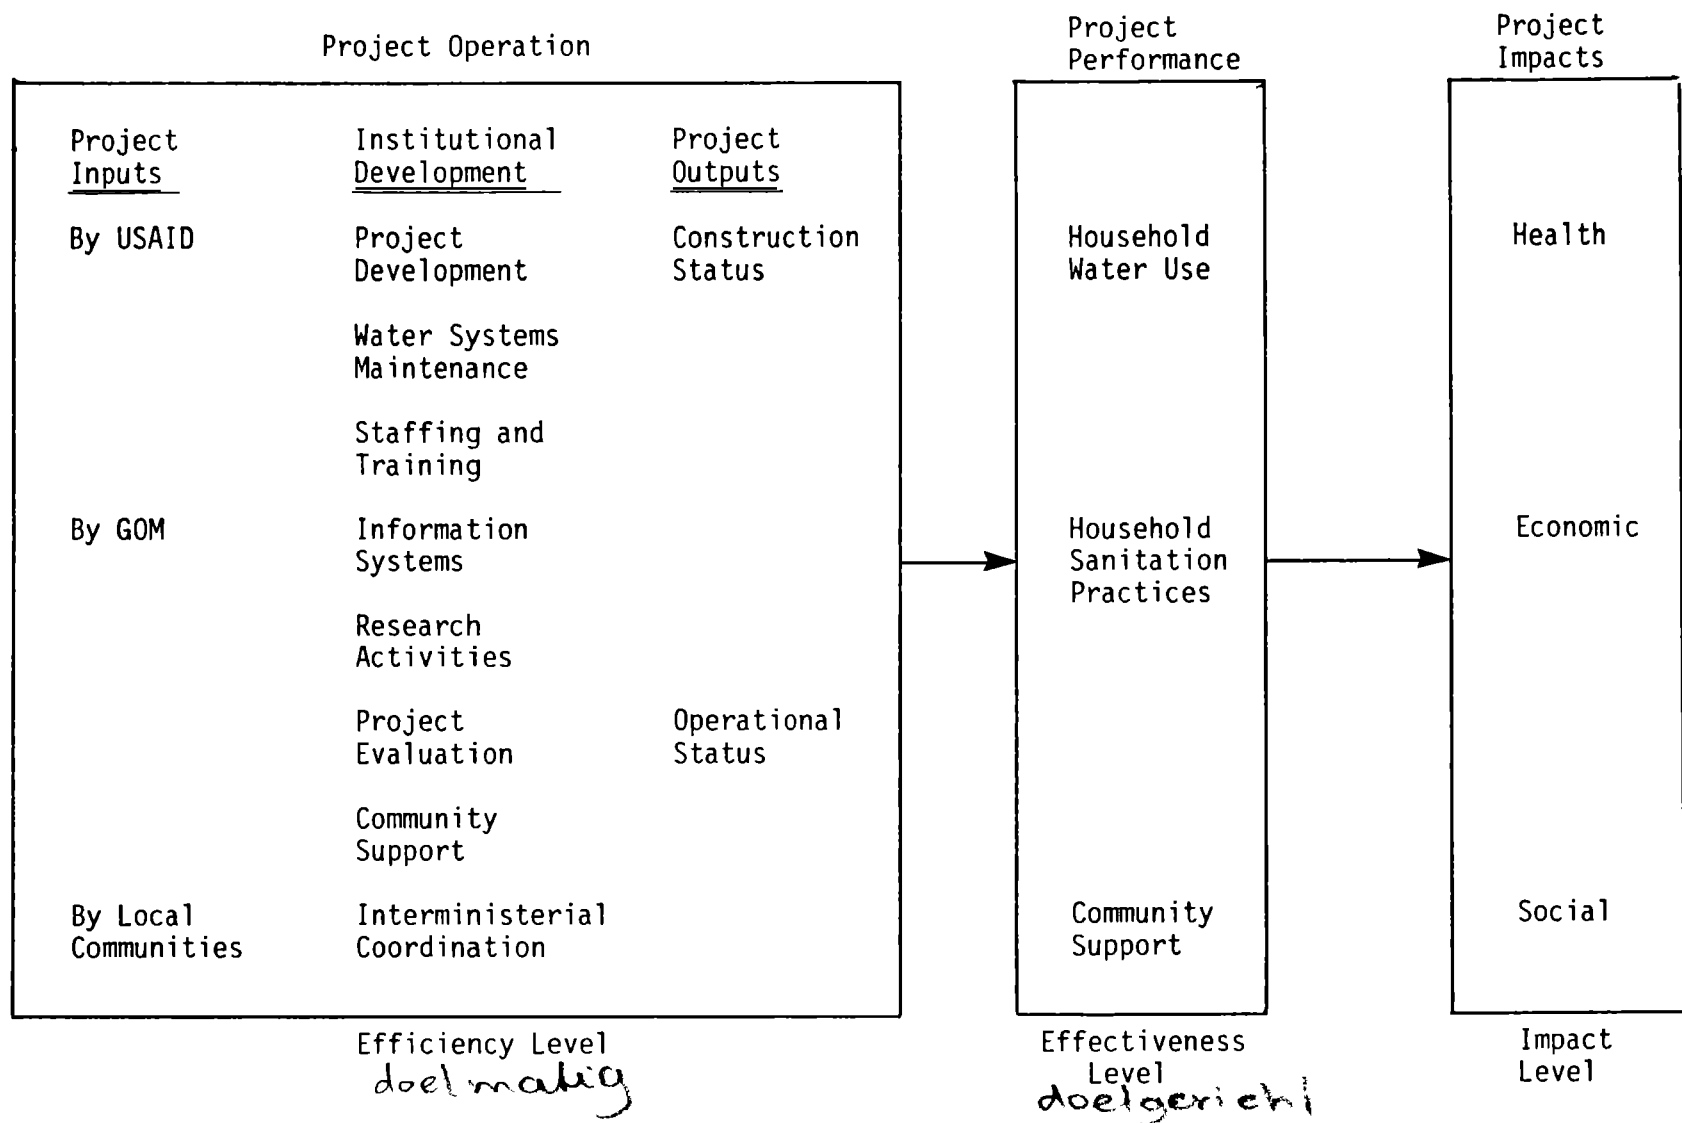 Project Operation
Project
Performance
Project
Impacts
Project
Inputs
By USAID
By GOM
By Local
Communities
Institutional
Development
Project
Development
Water Systems
Maintenance
Staffing and
Training
Information
Systems
Research
Activities
Project
Evaluation
Community
Support
Interministerial
Coordination
Project
Outputs
Construction
Status
Operational
Status
Household
Water Use
Household
Sanitation
Practices
Community
Support
Health
Economic
Social
Efficiency Level
doelmatig
Effectiveness
Level
doelgericht
Impact
Level